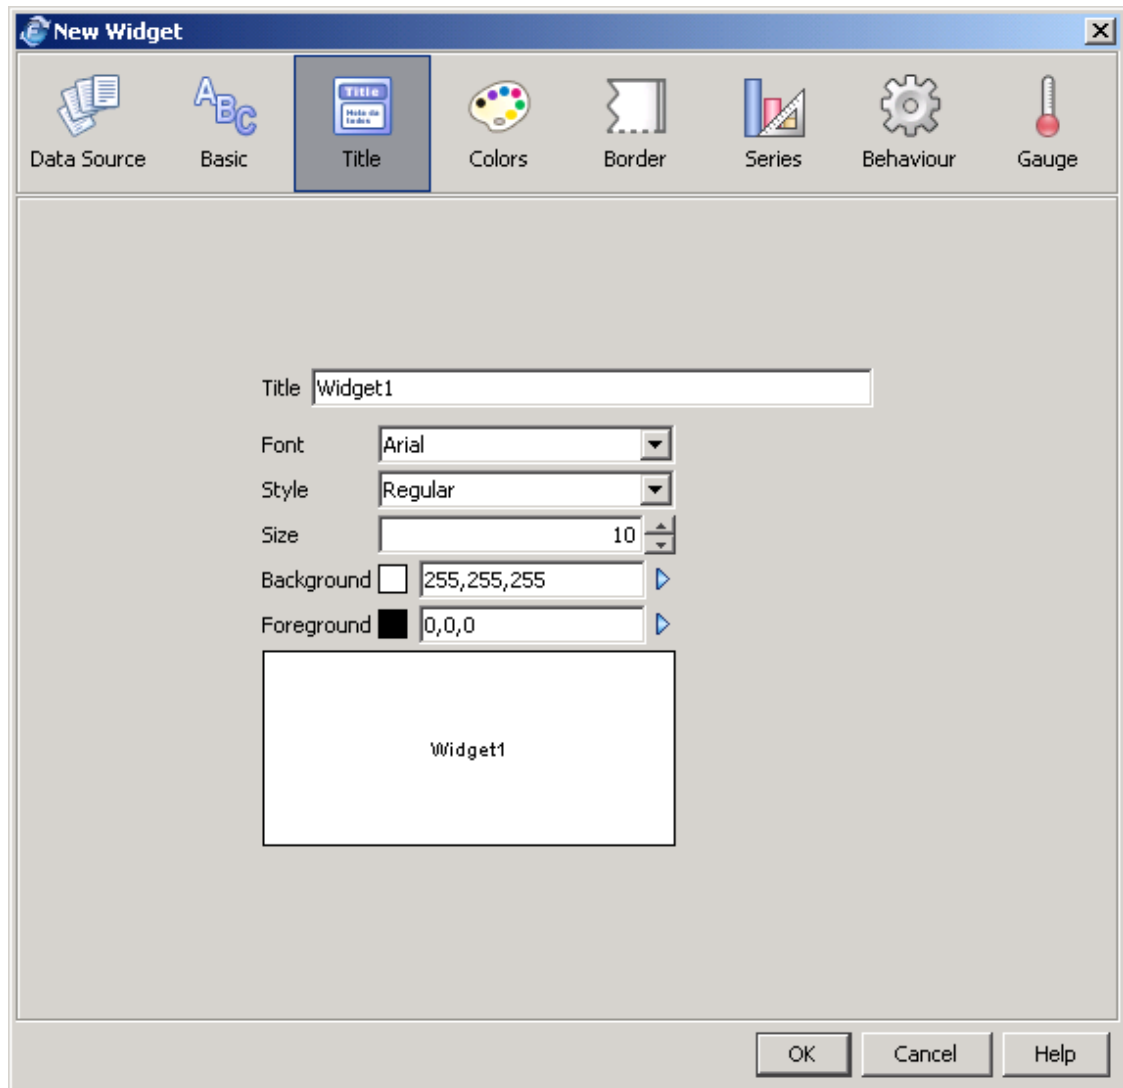 New Widget
Data Source Basic Title Colors Border Series Behaviour Gauge
Title Widget1
Font Arial
Style Regular
Size 10
Background 255,255,255
Foreground 0,0,0
Widget1
OK Cancel Help